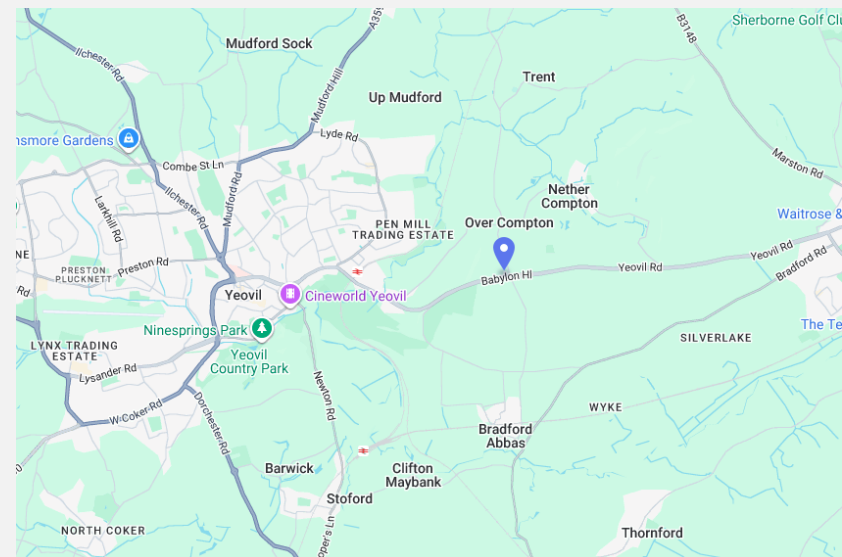 Sherborne Golf Clu
B3148
A359
Mudford Sock
Ilchester Rd
Trent
Up Mudford
Mudford Hill
Lyde Rd
nsmore Gardens
Combe St Ln
Marston Rd
Ilchester Rd
Mudford Rd
Nether
Compton
Larkhill Rd
Waitrose &
PEN MILL
TRADING ESTATE
Over Compton
Yeovil Rd
NE
Preston Rd
PRESTON
PLUCKNETT
Babylon Hl
Yeovil Rd
Bradford Rd
Rd
Yeovil
Cineworld Yeovil
Ninesprings Park
The Te
LYNX TRADING
ESTATE
Yeovil
Country Park
SILVERLAKE
Lysander Rd
Newton Rd
W Coker Rd
WYKE
Dorchester Rd
Bradford
Abbas
Barwick
Clifton
Maybank
Stoford
NORTH COKER
Thornford